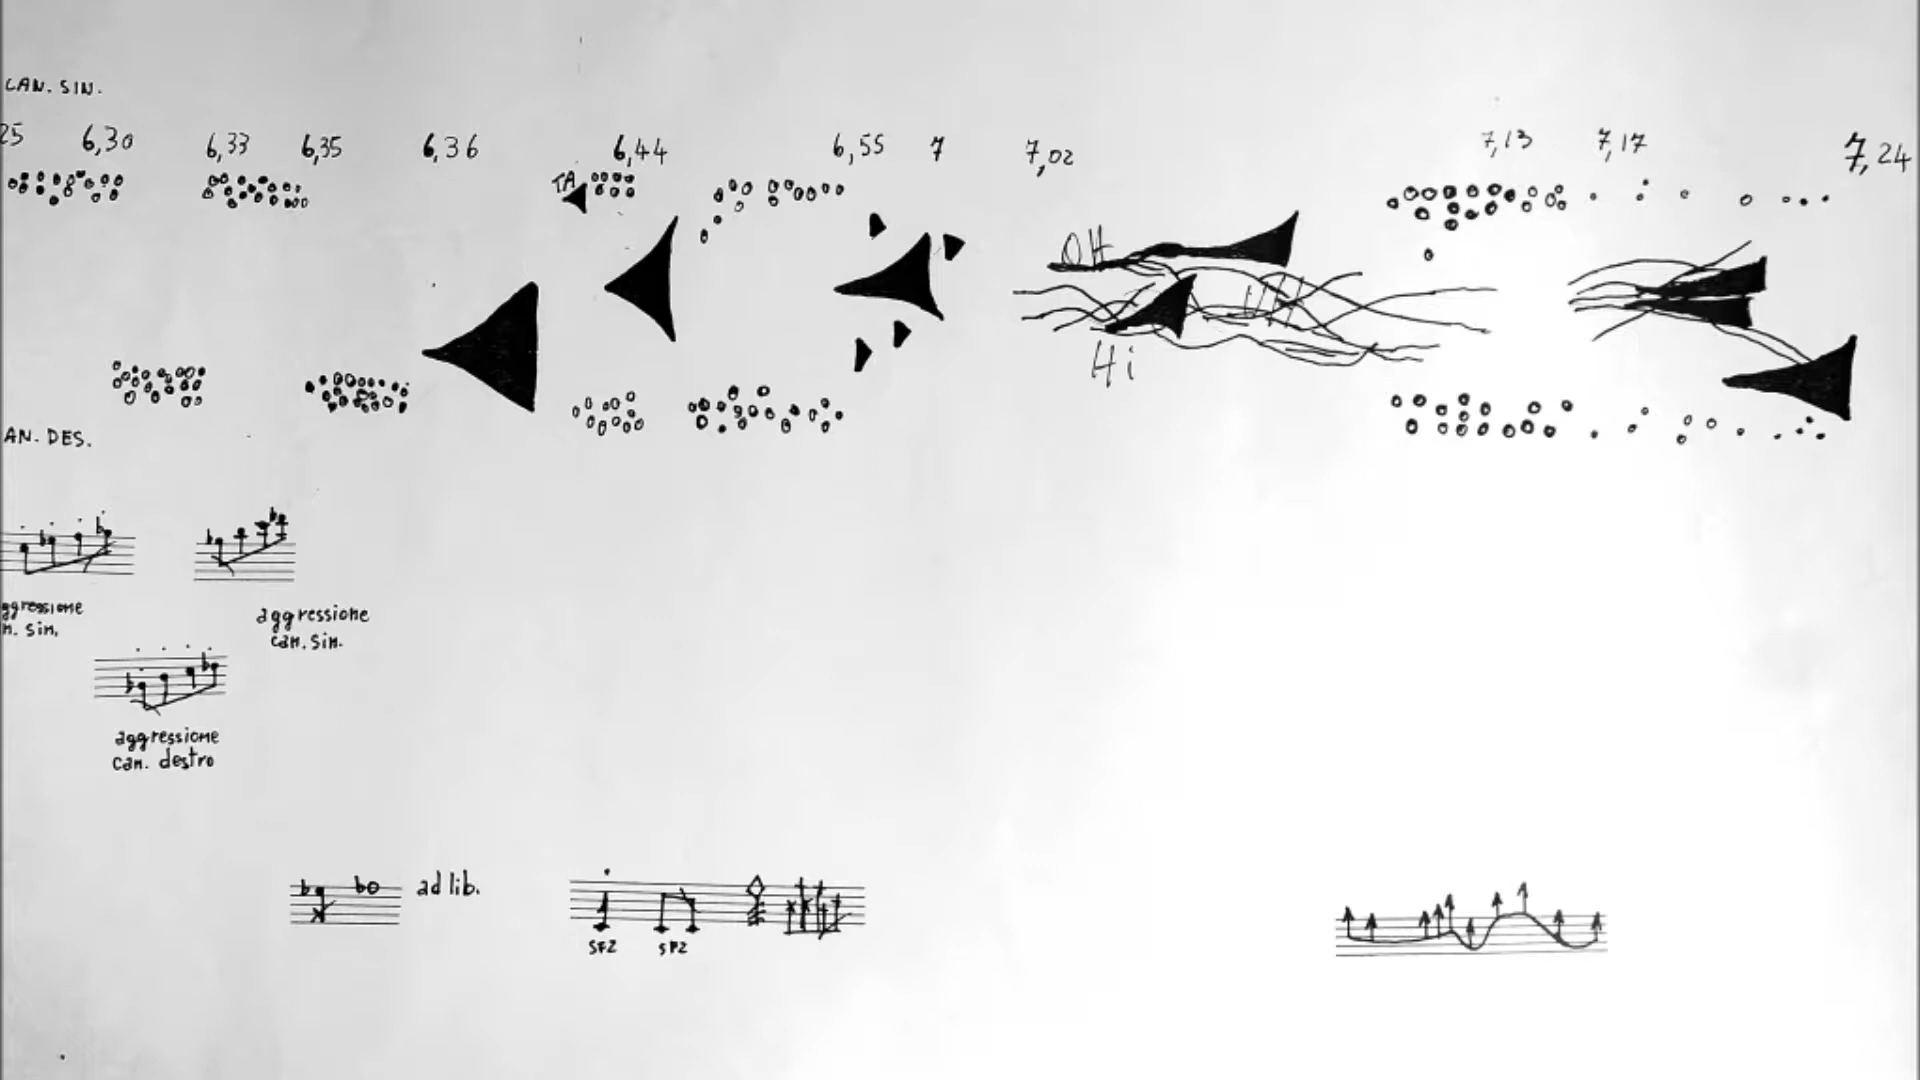 CAN. SIN.
25 6,30 6,33 6,35 6,36 6,44 6,55 7 7,02 7,13 7,17 7,24
TA
OH
Hi
AN. DES.
ggressione
n. sin.
aggressione
can. sin.
aggressione
can. destro
ad lib.
SFZ SFZ